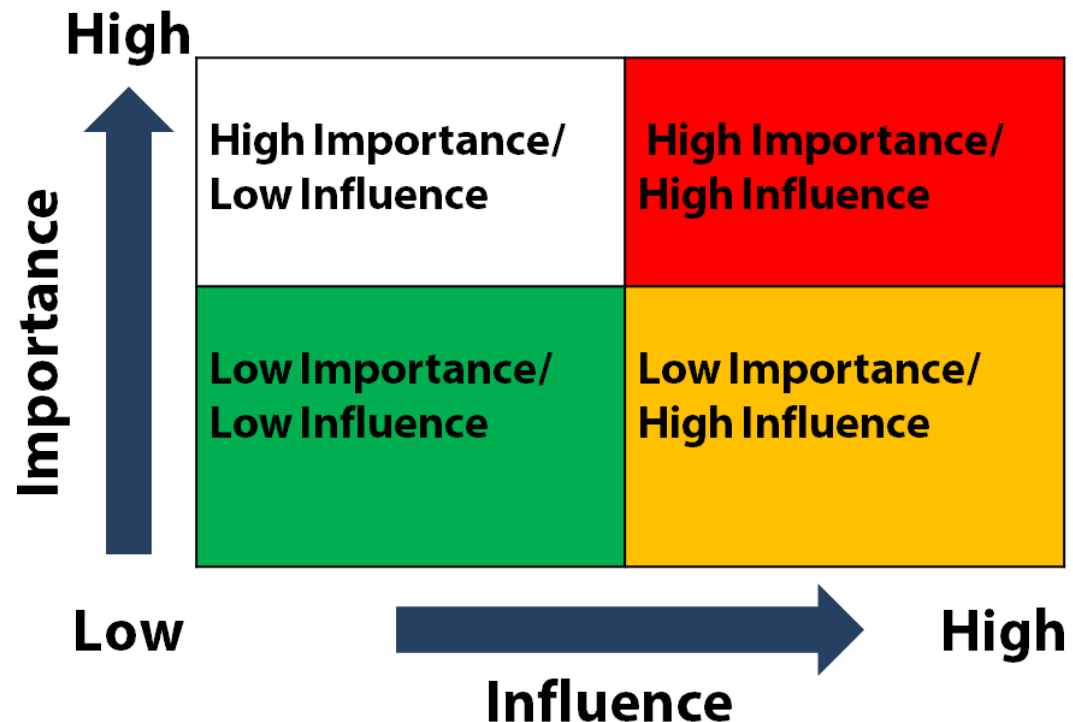 High
High Importance/
Low Influence
High Importance/
High Influence
Importance
Low Importance/
Low Influence
Low Importance/
High Influence
Low
High
Influence